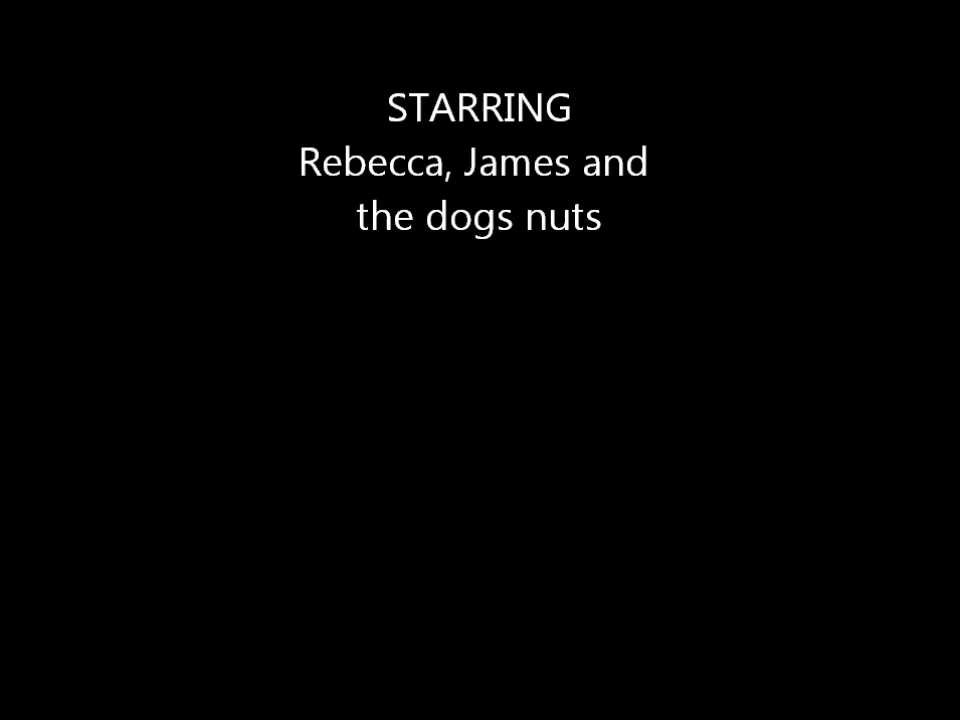 STARRING
Rebecca, James and
the dogs nuts